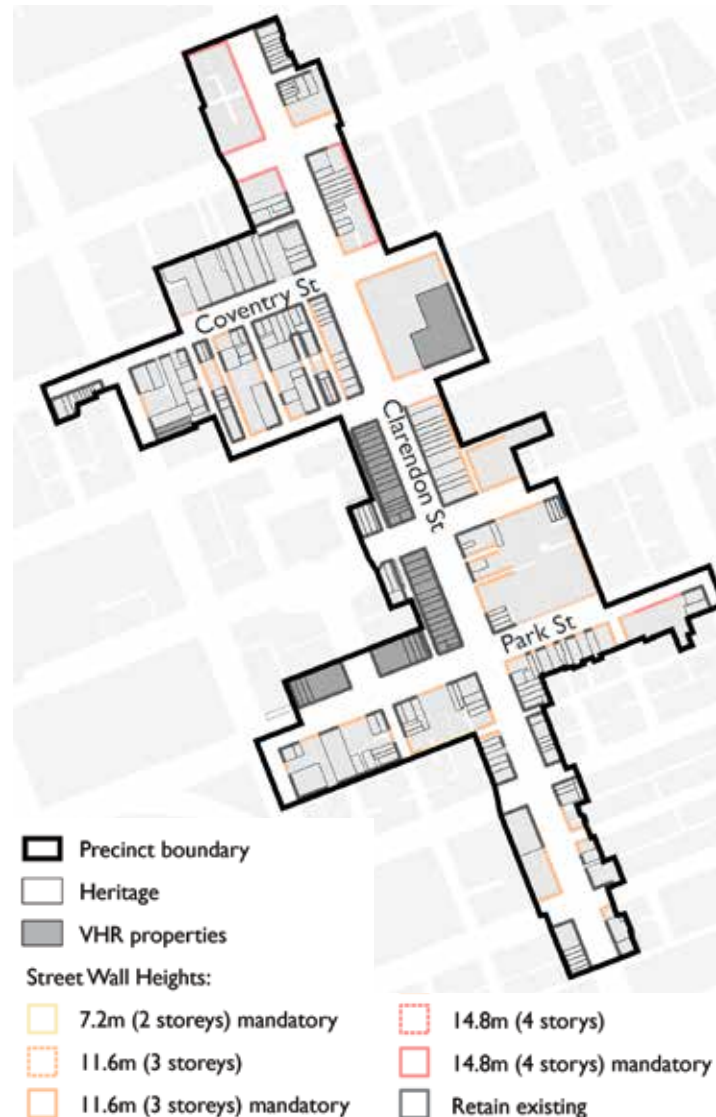 Coventry St
Clarendon St
Park St
Precinct boundary
Heritage
VHR properties
Street Wall Heights:
7.2m (2 storeys) mandatory
11.6m (3 storeys)
11.6m (3 storeys) mandatory
14.8m (4 storys)
14.8m (4 storys) mandatory
Retain existing